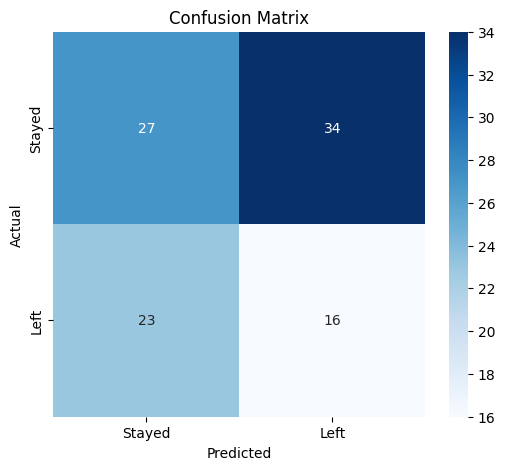 Confusion Matrix
Actual
Stayed
27
34
Left
23
16
Stayed
Left
Predicted
34
32
30
28
26
24
22
20
18
16